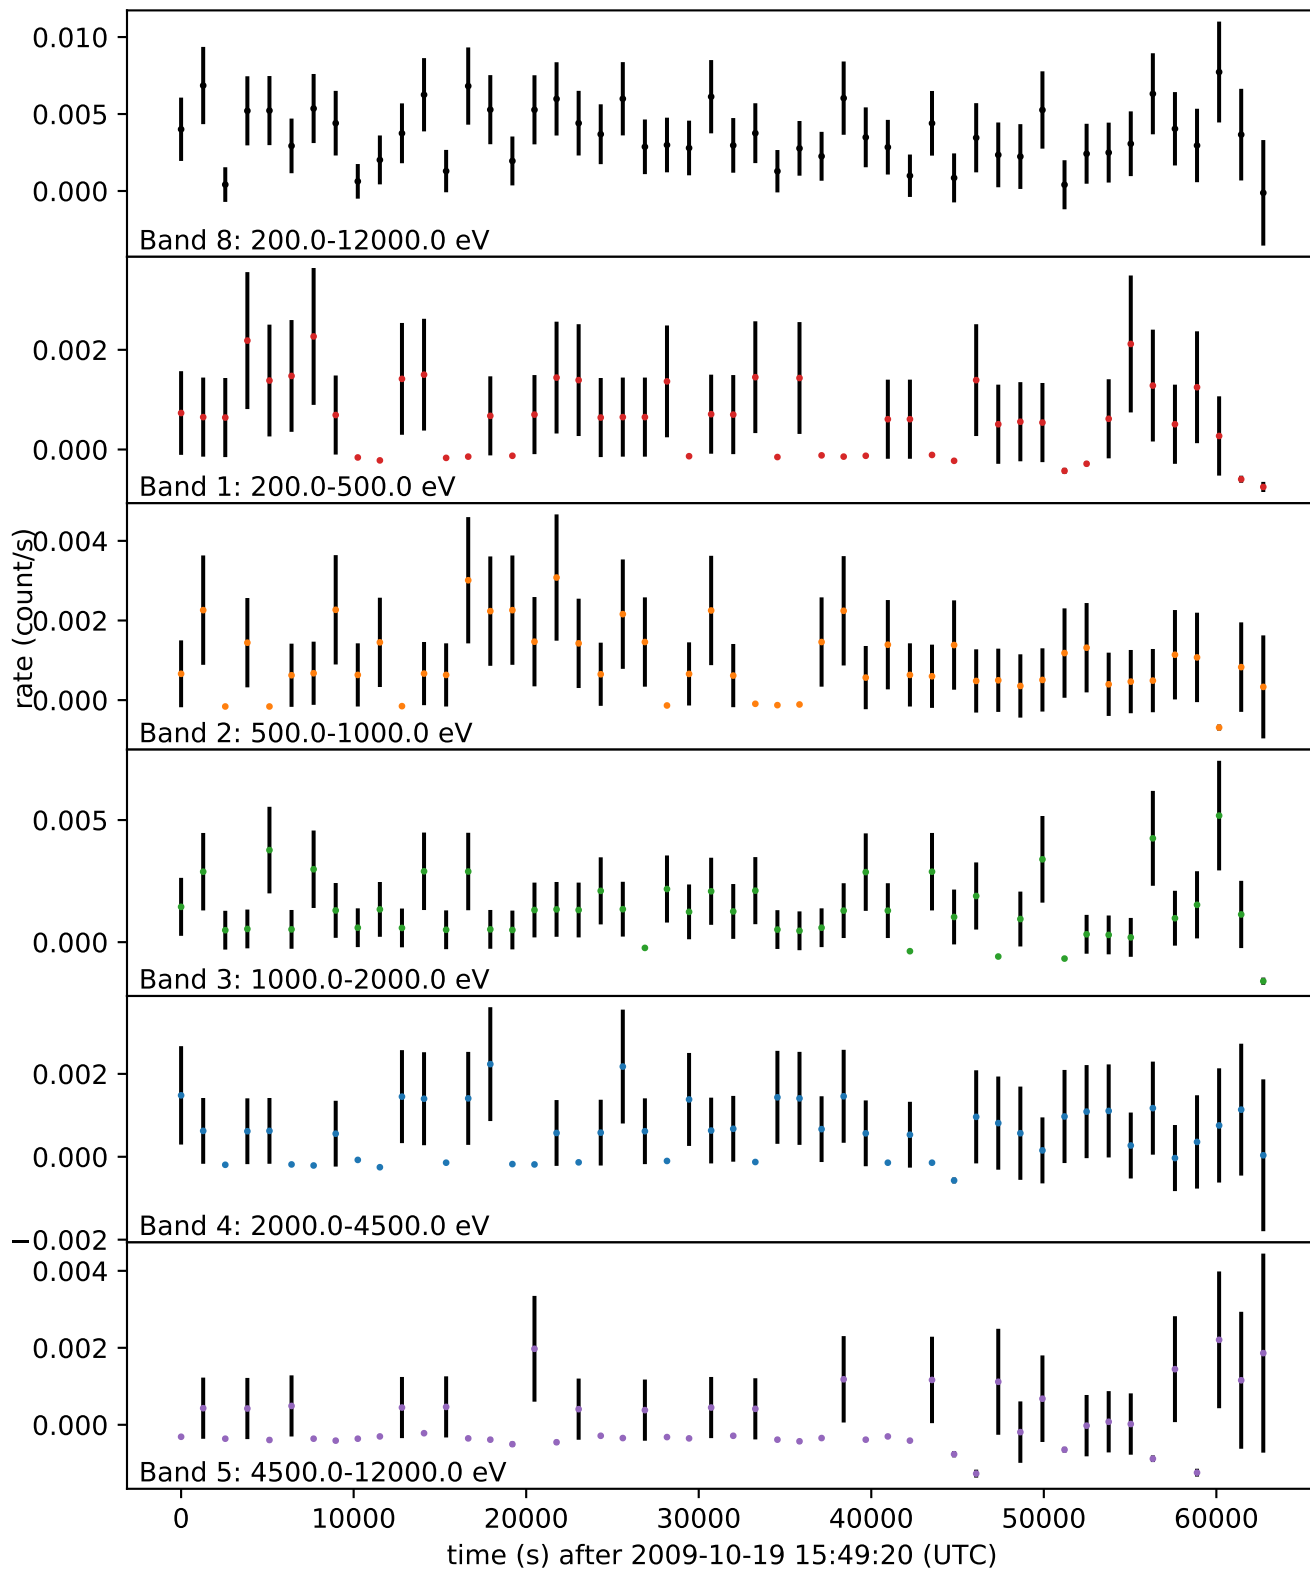 0.010
0.005
0.000
Band 8: 200.0-12000.0 eV
0.002
0.000
Band 1: 200.0-500.0 eV
rate (count/s)
0.004
0.002
0.000
Band 2: 500.0-1000.0 eV
0.005
0.000
Band 3: 1000.0-2000.0 eV
0.002
0.000
−0.002
Band 4: 2000.0-4500.0 eV
0.004
0.002
0.000
Band 5: 4500.0-12000.0 eV
0 10000 20000 30000 40000 50000 60000
time (s) after 2009-10-19 15:49:20 (UTC)